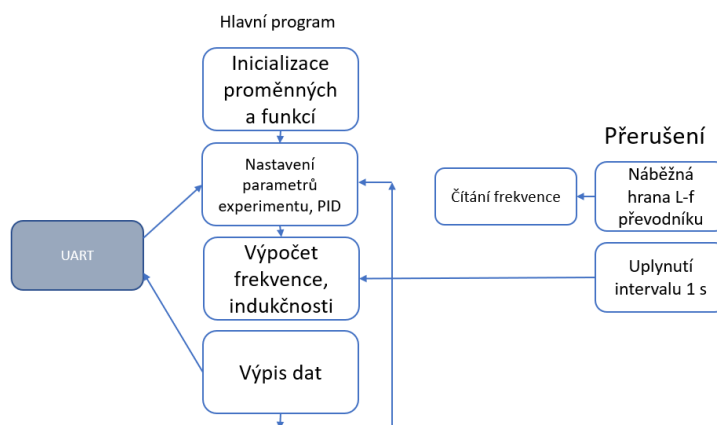 Hlavní program
Inicializace
proměnných
a funkcí
Nastavení
parametrů
experimentu, PID
UART
Výpočet
frekvence,
indukčnosti
Výpis dat
Přerušení
Čítání frekvence
Náběžná
hrana L-f
převodníku
Uplynutí
intervalu 1 s